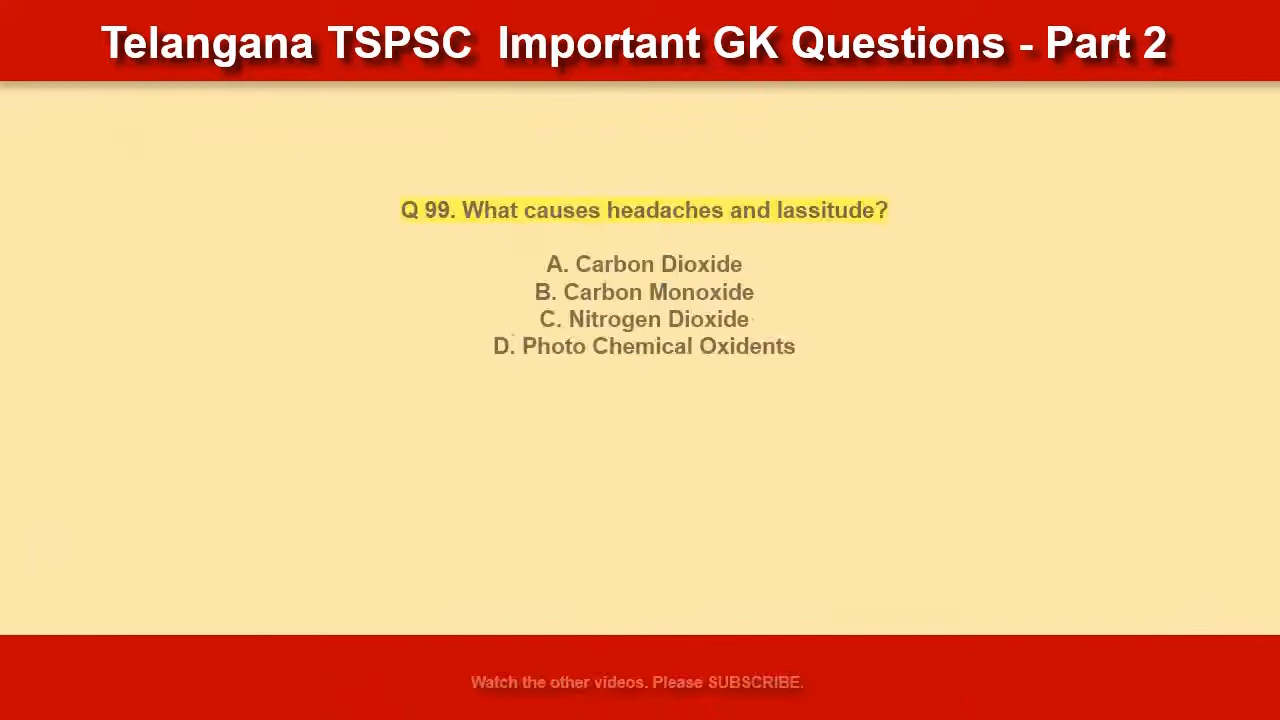 Telangana TSPSC Important GK Questions - Part 2
Q 99. What causes headaches and lassitude?
A. Carbon Dioxide
B. Carbon Monoxide
C. Nitrogen Dioxide
D. Photo Chemical Oxidents
Watch the other videos. Please SUBSCRIBE.